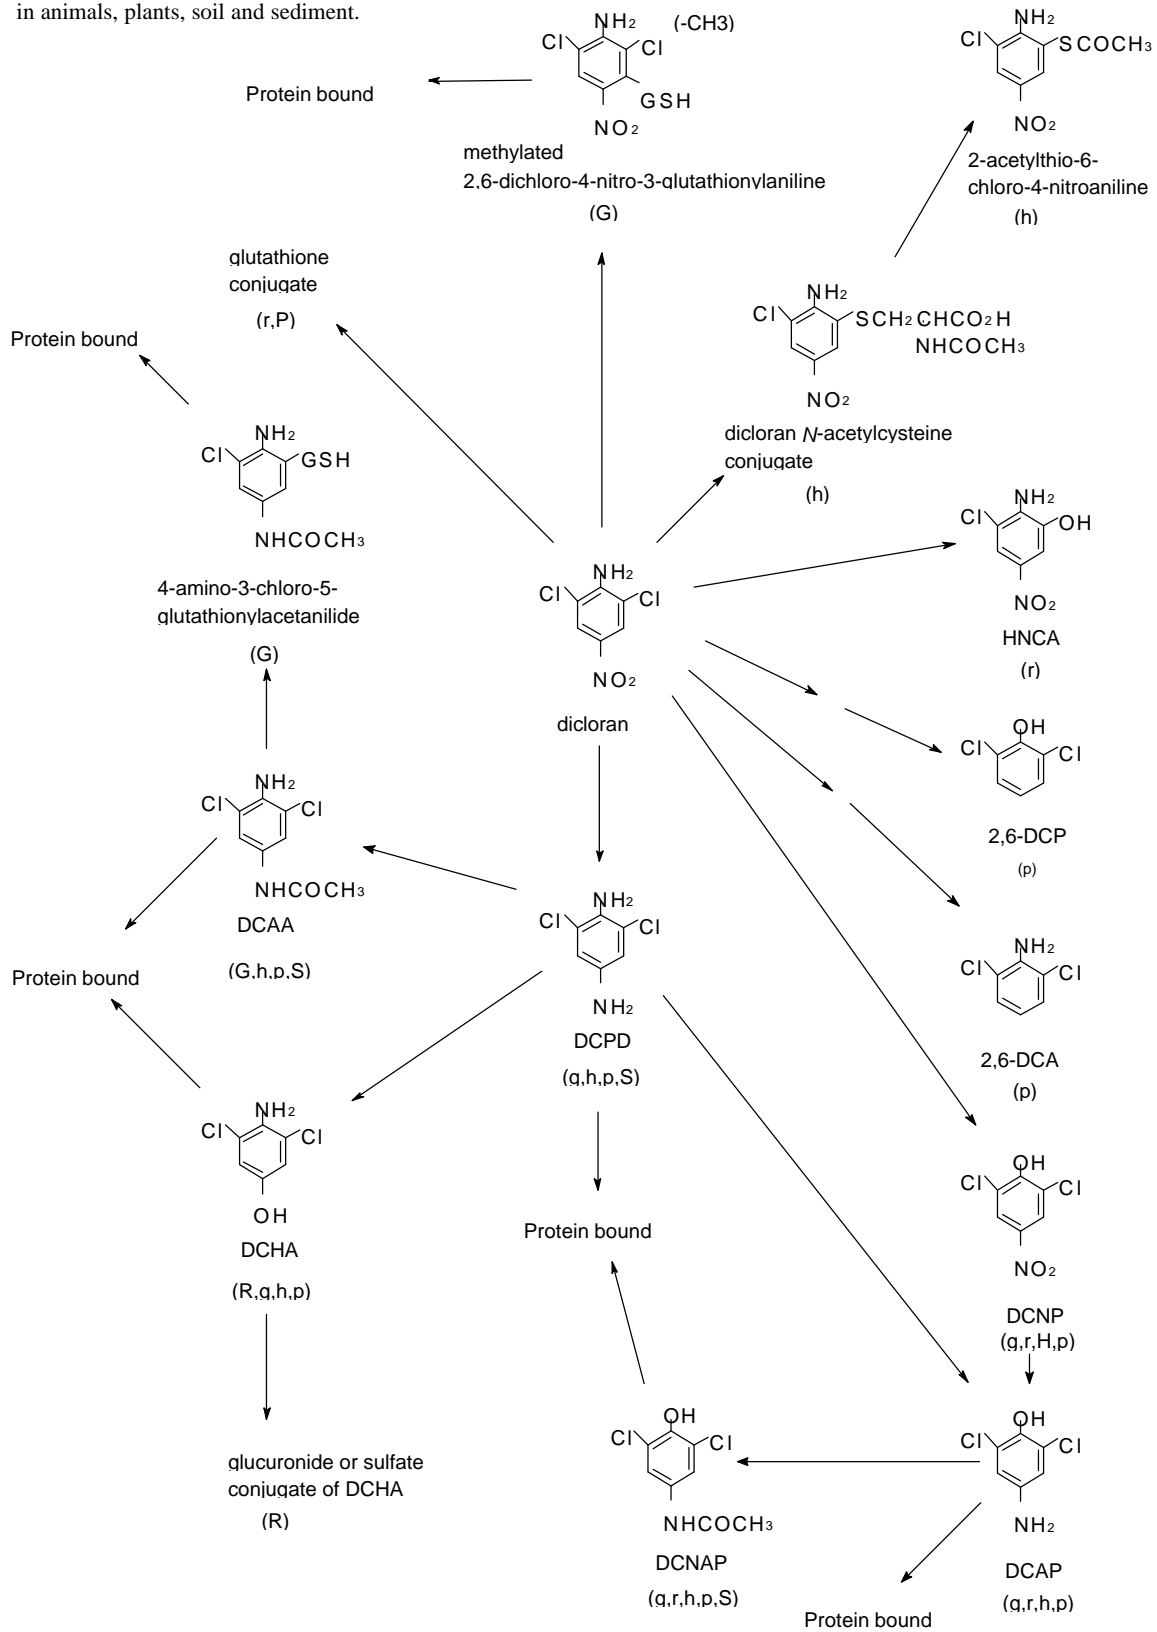 in animals, plants, soil and sediment.
NH2
(-CH3)
Cl
Cl
GSH
NO2
methylated
2,6-dichloro-4-nitro-3-glutathionylaniline
(G)
Protein bound
NH2
Cl
SCOCH3
NO2
2-acetylthio-6-
chloro-4-nitroaniline
(h)
glutathione
conjugate
(r,P)
NH2
Cl
SCH2CHCO2H
NHCOCH3
NO2
dicloran N-acetylcysteine
conjugate
(h)
Protein bound
NH2
Cl
GSH
NHCOCH3
4-amino-3-chloro-5-
glutathionylacetanilide
(G)
NH2
Cl
OH
NO2
HNCA
(r)
NH2
Cl
Cl
NO2
dicloran
OH
Cl
Cl
2,6-DCP
(p)
NH2
Cl
Cl
NHCOCH3
DCAA
(G,h,p,S)
Protein bound
NH2
Cl
Cl
NH2
DCPD
(g,h,p,S)
NH2
Cl
Cl
2,6-DCA
(p)
NH2
Cl
Cl
OH
DCHA
(R,g,h,p)
Protein bound
OH
Cl
Cl
NO2
DCNP
(g,r,H,p)
glucuronide or sulfate
conjugate of DCHA
(R)
OH
Cl
Cl
NHCOCH3
DCNAP
(g,r,h,p,S)
OH
Cl
Cl
NH2
DCAP
(g,r,h,p)
Protein bound